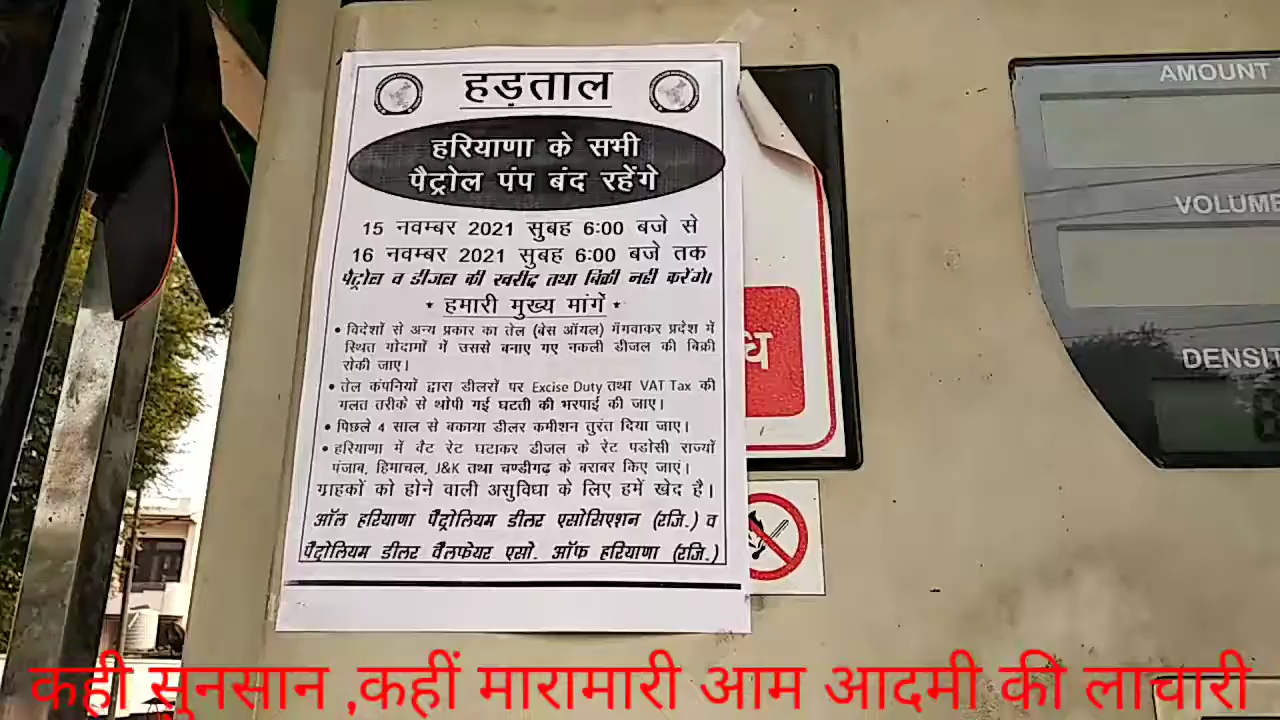 हड़ताल
हरियाणा के सभी
पैट्रोल पंप बंद रहेंगे
15 नवम्बर 2021 सुबह 6:00 बजे से
16 नवम्बर 2021 सुबह 6:00 बजे तक
पैट्रोल व डीजल की खरीद तथा बिक्री नही करेंगे।
* हमारी मुख्य मांगें *
• विदेशों से अन्य प्रकार का तेल (बेस ऑयल) मँगवाकर प्रदेश में
स्थित गोदामों में उससे बनाए गए नकली डीजल की बिक्री
रोकी जाए।
• तेल कंपनियों द्वारा डीलरों पर Excise Duty तथा VAT Tax की
गलत तरीके से थोपी गई घटती की भरपाई की जाए।
• पिछले 4 साल से बकाया डीलर कमीशन तुरंत दिया जाए।
• हरियाणा में वैट रेट घटाकर डीजल के रेट पडोसी राज्यों
पंजाब, हिमाचल, J&K तथा चण्डीगढ़ के बराबर किए जाएं।
ग्राहकों को होने वाली असुविधा के लिए हमें खेद है।
ऑल हरियाणा पैट्रोलियम डीलर एसोसिएशन (रजि.) व
पैट्रोलियम डीलर वैलफेयर एसो. ऑफ हरियाणा (रजि.)
AMOUNT
VOLUME
DENSIT
कही सुनसान ,कहीं मारामारी आम आदमी की लाचारी